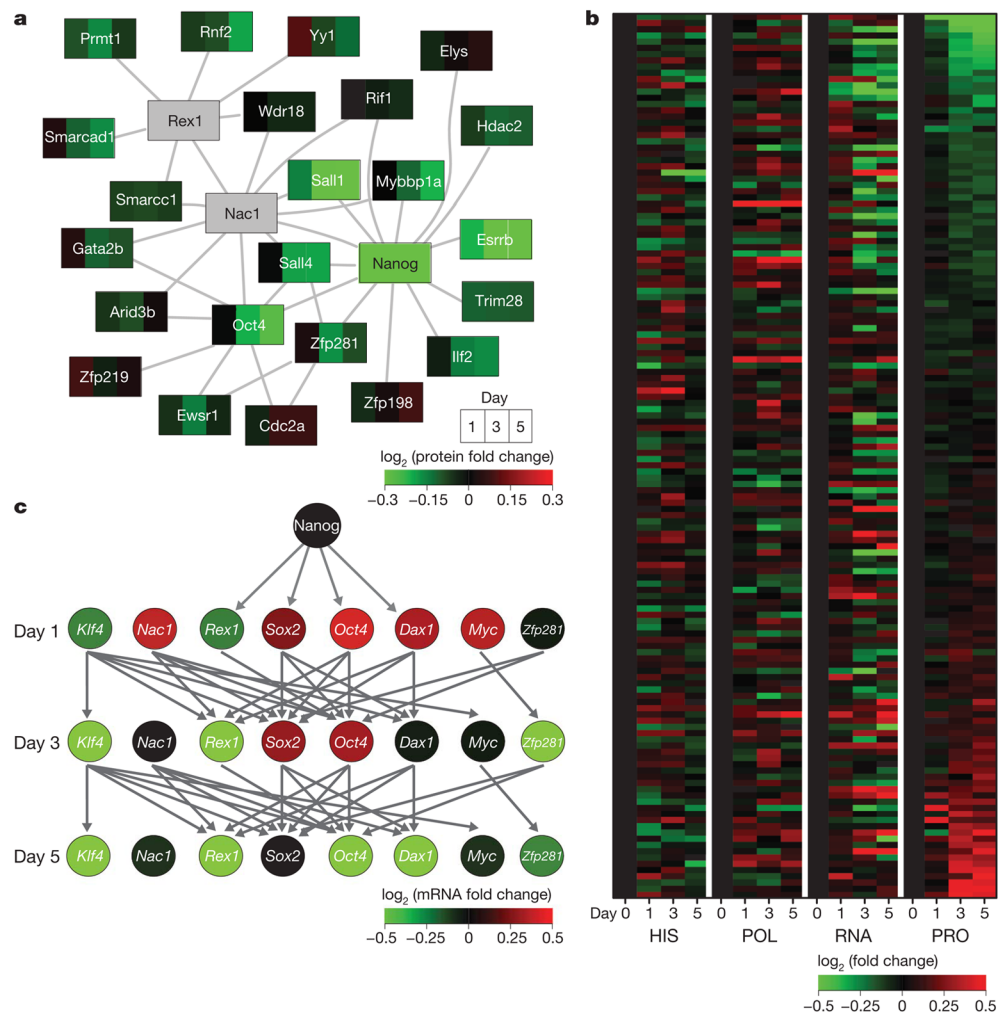 a
Prmt1
Rnf2
Yy1
Elys
Rex1
Wdr18
Rif1
Hdac2
Smarcad1
Smarcc1
Sall1
Mybbp1a
Nac1
Gata2b
Sall4
Nanog
Esrrb
Arid3b
Oct4
Trim28
Zfp219
Zfp281
Ilf2
Ewsr1
Cdc2a
Zfp198
Day
1 3 5
log2 (protein fold change)
−0.3 −0.15 0 0.15 0.3
b
Day 0 1 3 5 0 1 3 5 0 1 3 5 0 1 3 5
HIS POL RNA PRO
log2 (fold change)
−0.5 −0.25 0 0.25 0.5
c
Nanog
Day 1 Klf4 Nac1 Rex1 Sox2 Oct4 Dax1 Myc Zfp281
Day 3 Klf4 Nac1 Rex1 Sox2 Oct4 Dax1 Myc Zfp281
Day 5 Klf4 Nac1 Rex1 Sox2 Oct4 Dax1 Myc Zfp281
log2 (mRNA fold change)
−0.5 −0.25 0 0.25 0.5